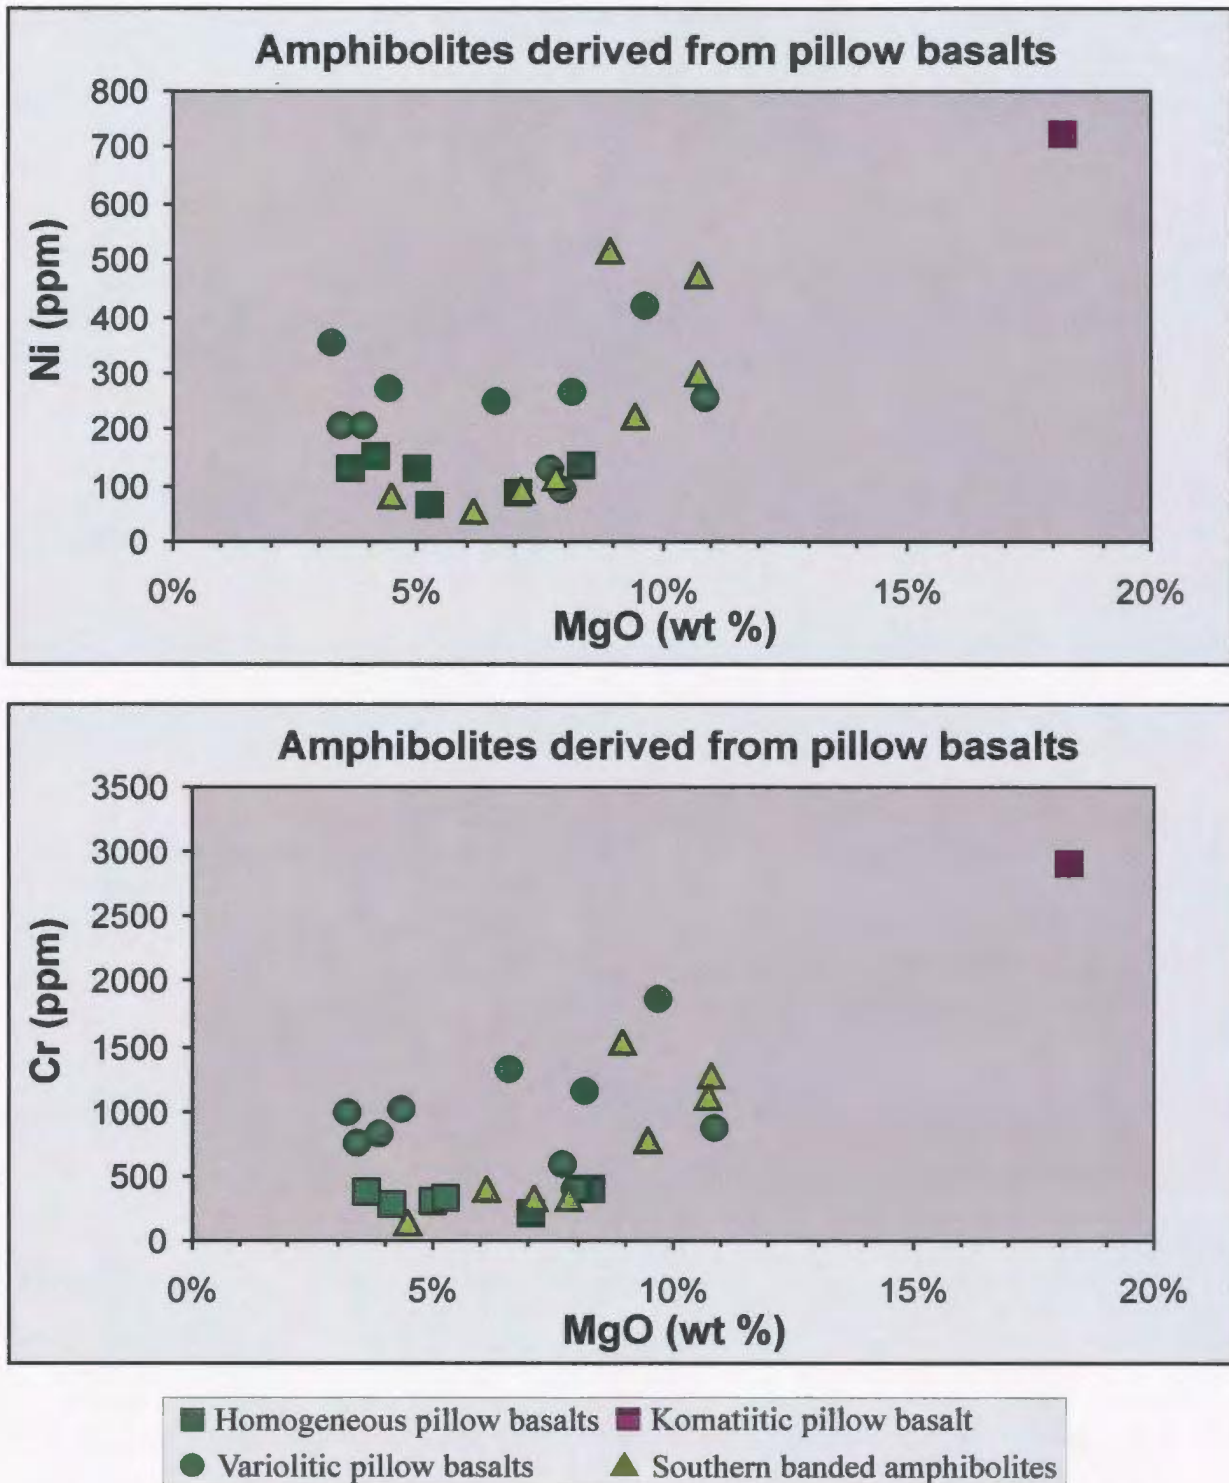 Amphibolites derived from pillow basalts
800
700
600
500
400
300
200
100
0
Ni (ppm)
0% 5% 10% 15% 20%
MgO (wt %)
Amphibolites derived from pillow basalts
3500
3000
2500
2000
1500
1000
500
0
Cr (ppm)
0% 5% 10% 15% 20%
MgO (wt %)
Homogeneous pillow basalts Komatiitic pillow basalt
Variolitic pillow basalts Southern banded amphibolites